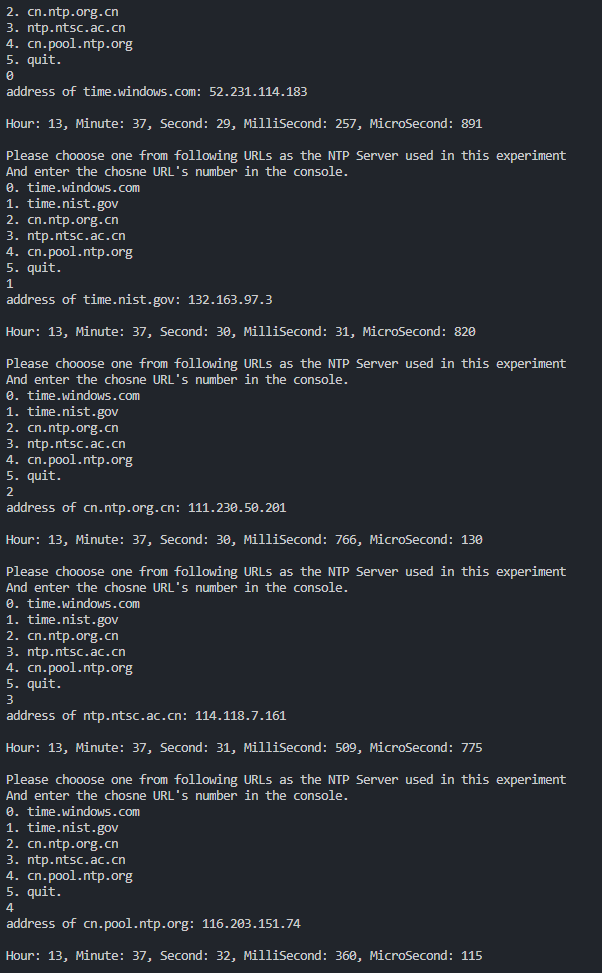 2. cn.ntp.org.cn
3. ntp.ntsc.ac.cn
4. cn.pool.ntp.org
5. quit.
0
address of time.windows.com: 52.231.114.183
Hour: 13, Minute: 37, Second: 29, MilliSecond: 257, MicroSecond: 891
Please chooose one from following URLs as the NTP Server used in this experiment
And enter the chosne URL's number in the console.
0. time.windows.com
1. time.nist.gov
2. cn.ntp.org.cn
3. ntp.ntsc.ac.cn
4. cn.pool.ntp.org
5. quit.
1
address of time.nist.gov: 132.163.97.3
Hour: 13, Minute: 37, Second: 30, MilliSecond: 31, MicroSecond: 820
Please chooose one from following URLs as the NTP Server used in this experiment
And enter the chosne URL's number in the console.
0. time.windows.com
1. time.nist.gov
2. cn.ntp.org.cn
3. ntp.ntsc.ac.cn
4. cn.pool.ntp.org
5. quit.
2
address of cn.ntp.org.cn: 111.230.50.201
Hour: 13, Minute: 37, Second: 30, MilliSecond: 766, MicroSecond: 130
Please chooose one from following URLs as the NTP Server used in this experiment
And enter the chosne URL's number in the console.
0. time.windows.com
1. time.nist.gov
2. cn.ntp.org.cn
3. ntp.ntsc.ac.cn
4. cn.pool.ntp.org
5. quit.
3
address of ntp.ntsc.ac.cn: 114.118.7.161
Hour: 13, Minute: 37, Second: 31, MilliSecond: 509, MicroSecond: 775
Please chooose one from following URLs as the NTP Server used in this experiment
And enter the chosne URL's number in the console.
0. time.windows.com
1. time.nist.gov
2. cn.ntp.org.cn
3. ntp.ntsc.ac.cn
4. cn.pool.ntp.org
5. quit.
4
address of cn.pool.ntp.org: 116.203.151.74
Hour: 13, Minute: 37, Second: 32, MilliSecond: 360, MicroSecond: 115